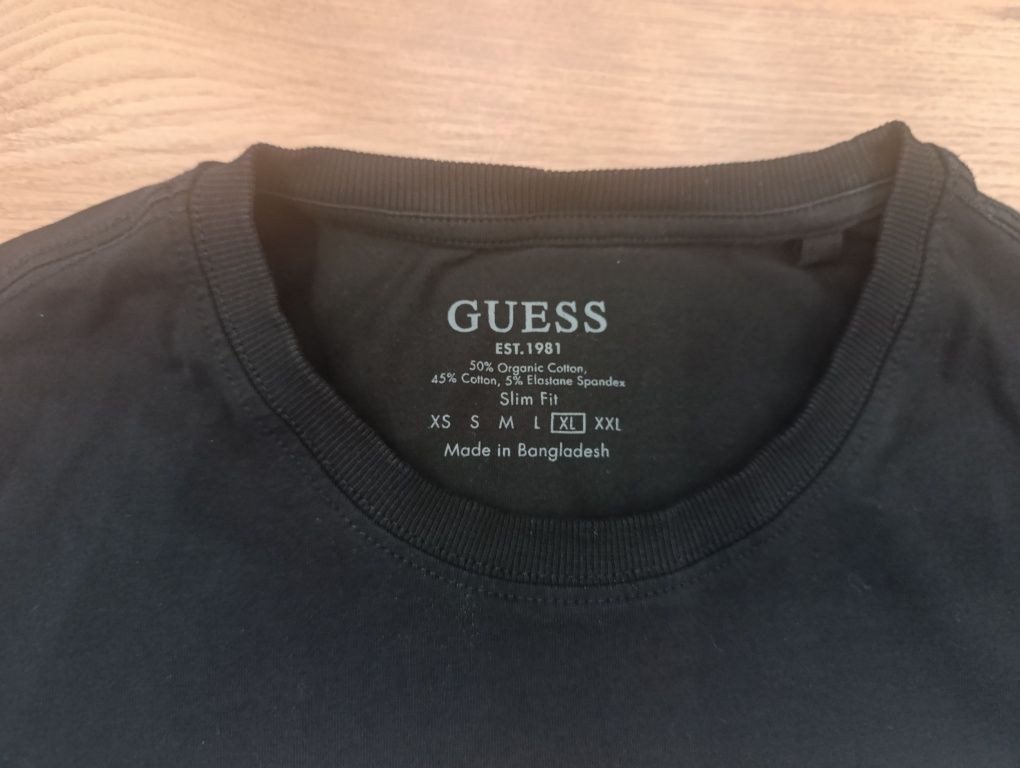 GUESS
EST.1981
50% Organic Cotton,
45% Cotton, 5% Elastane Spandex
Slim Fit
XS S M L XL XXL
Made in Bangladesh